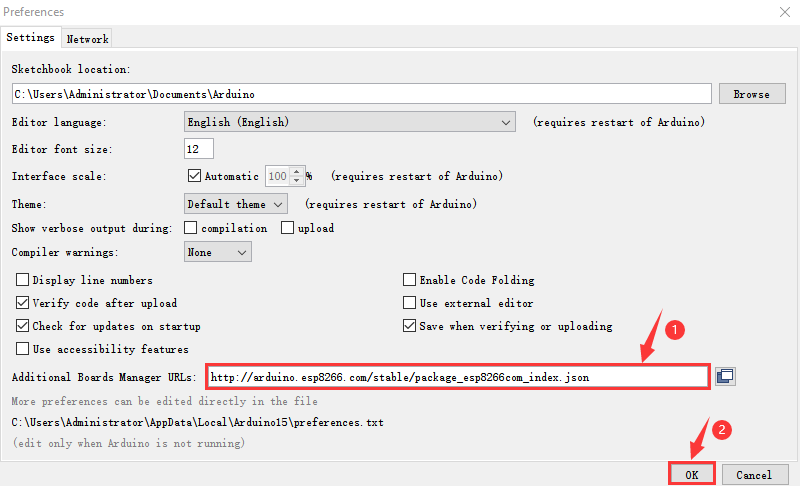 Preferences
Settings Network
Sketchbook location:
C:\Users\Administrator\Documents\Arduino Browse
Editor language: English (English) (requires restart of Arduino)
Editor font size: 12
Interface scale: Automatic 100 % (requires restart of Arduino)
Theme: Default theme (requires restart of Arduino)
Show verbose output during: compilation upload
Compiler warnings: None
Display line numbers Enable Code Folding
Verify code after upload Use external editor
Check for updates on startup Save when verifying or uploading
1
Use accessibility features
Additional Boards Manager URLs: http://arduino.esp8266.com/stable/package_esp8266com_index.json
More preferences can be edited directly in the file
C:\Users\Administrator\AppData\Local\Arduino15\preferences.txt
2
(edit only when Arduino is not running)
OK Cancel